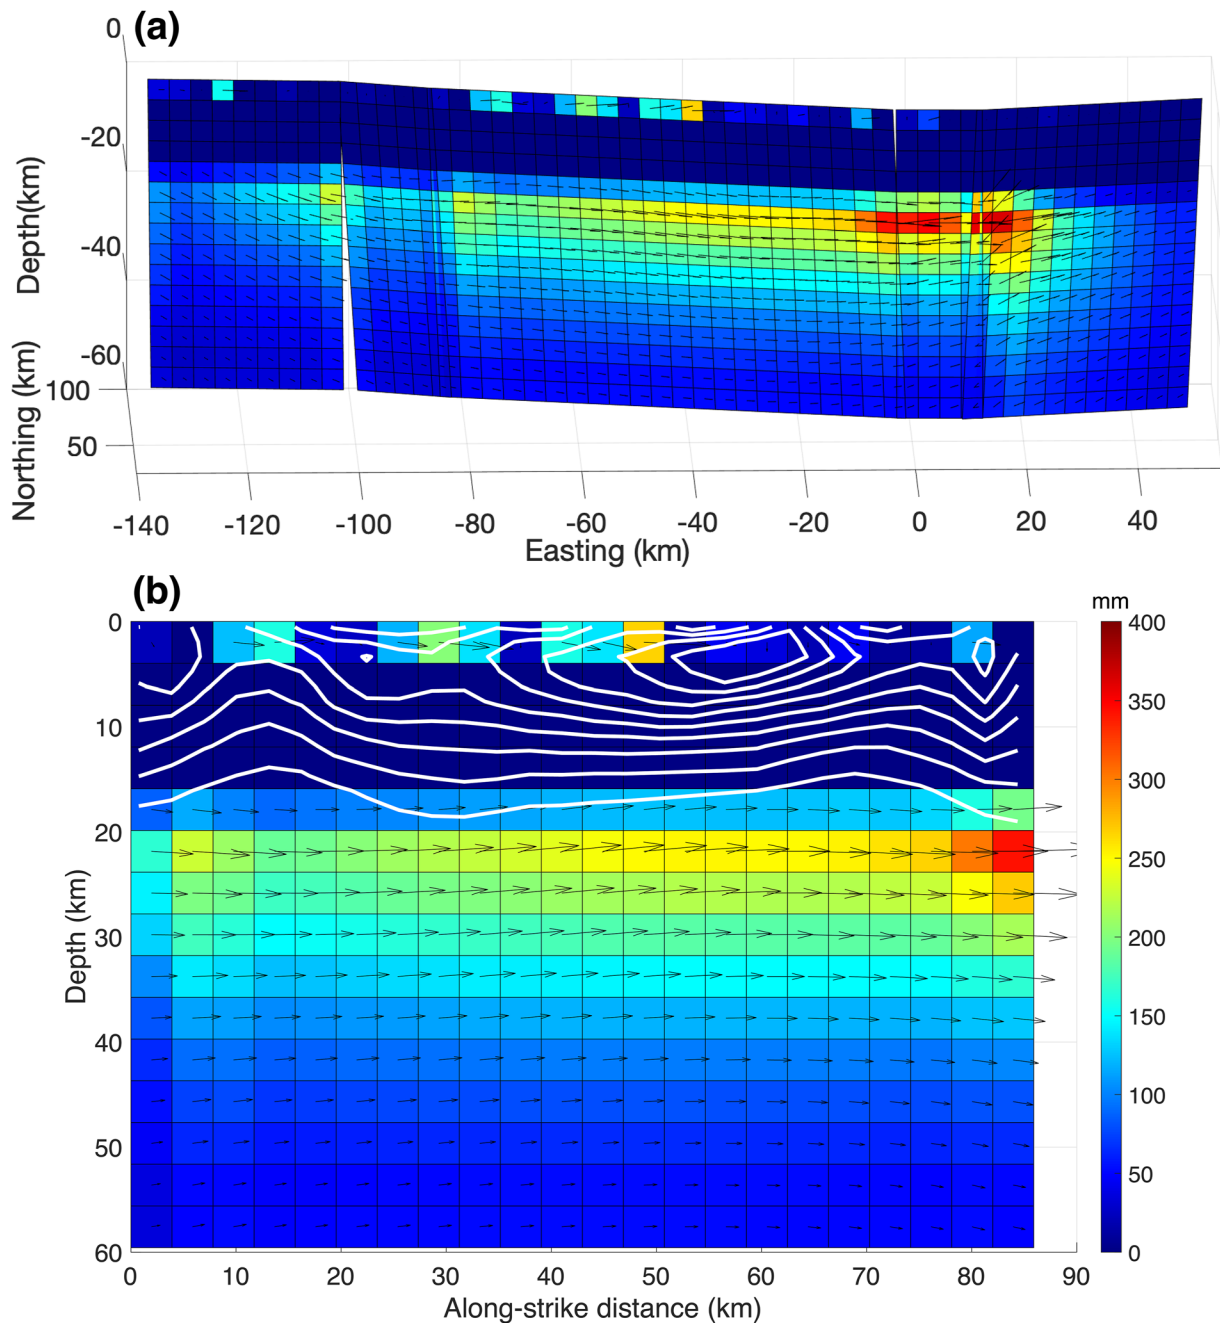 (a)
0
-20
-40
-60
Depth(km)
100
50
Northing (km)
-140 -120 -100 -80 -60 -40 -20 0 20 40
Easting (km)
(b)
mm
0
10
20
30
40
50
60
Depth (km)
0 10 20 30 40 50 60 70 80 90
Along-strike distance (km)
400
350
300
250
200
150
100
50
0